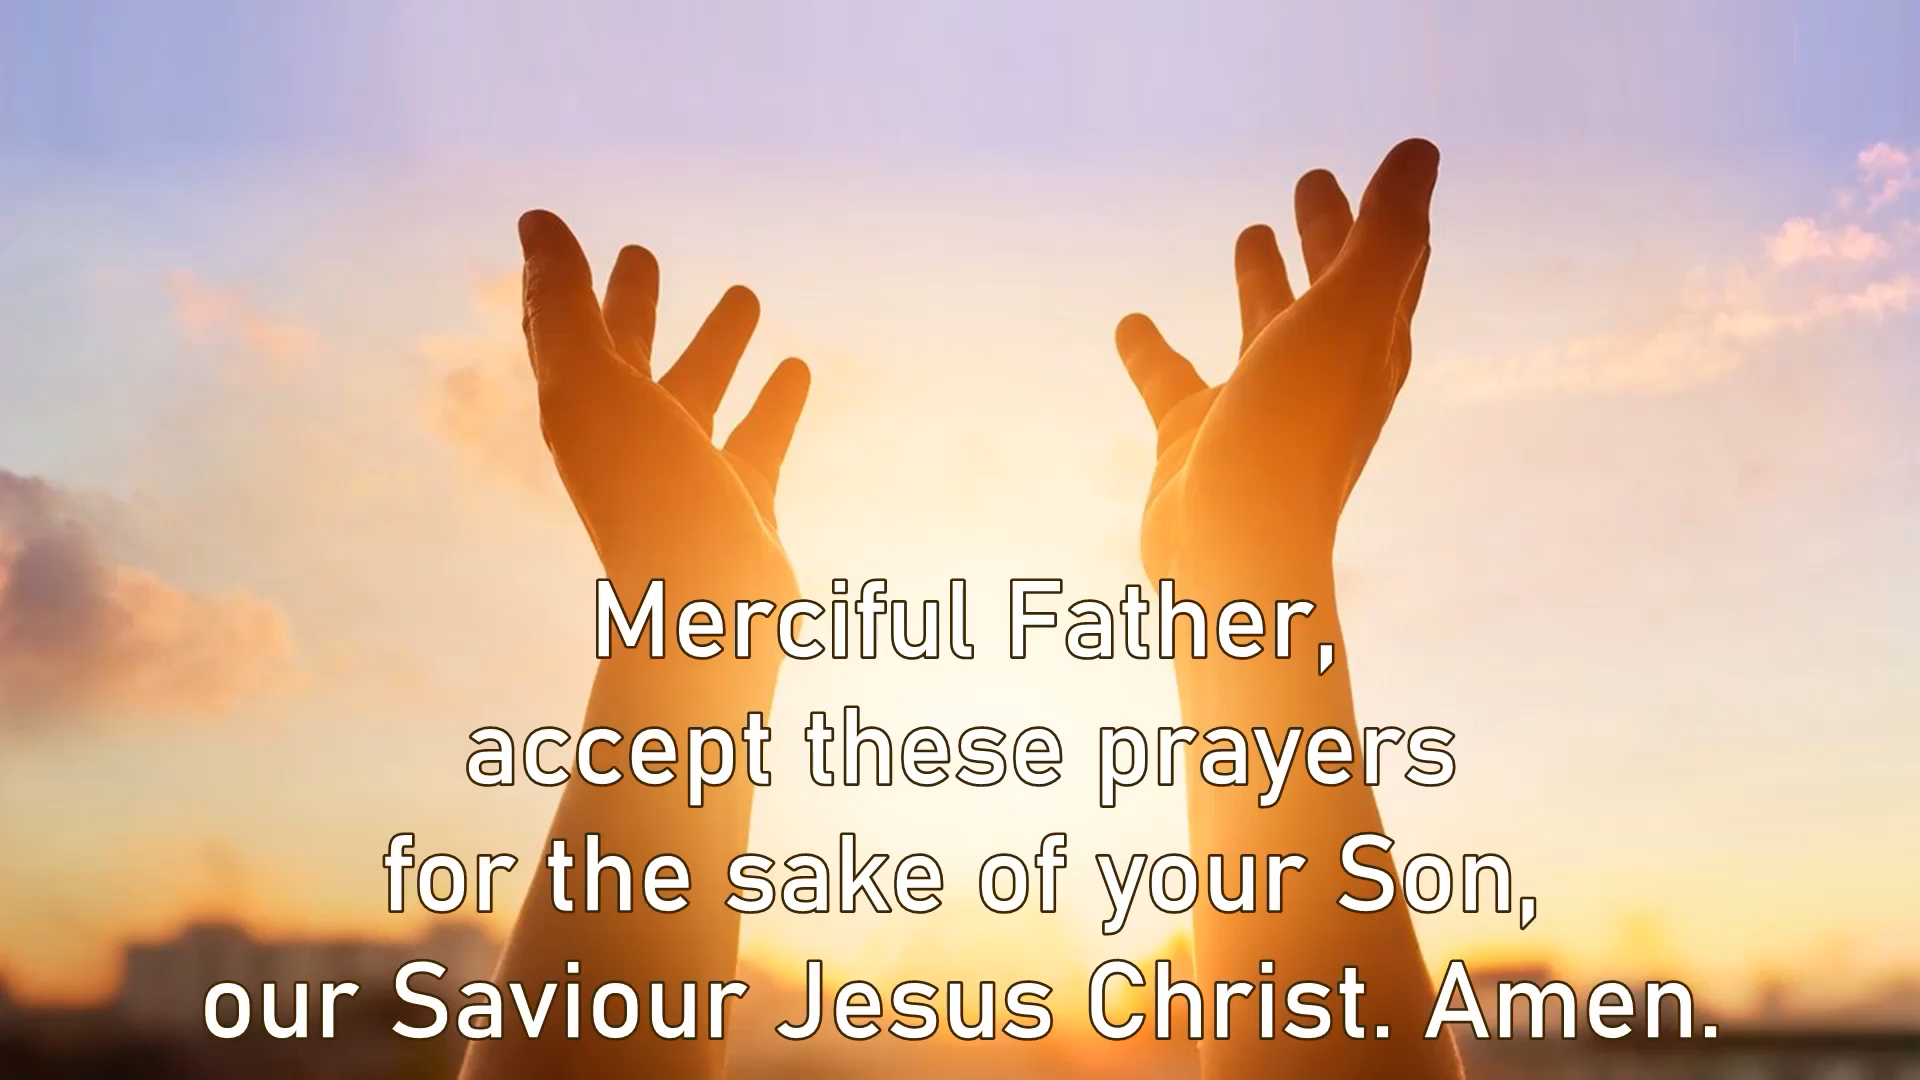 Merciful Father,
accept these prayers
for the sake of your Son,
our Saviour Jesus Christ. Amen.